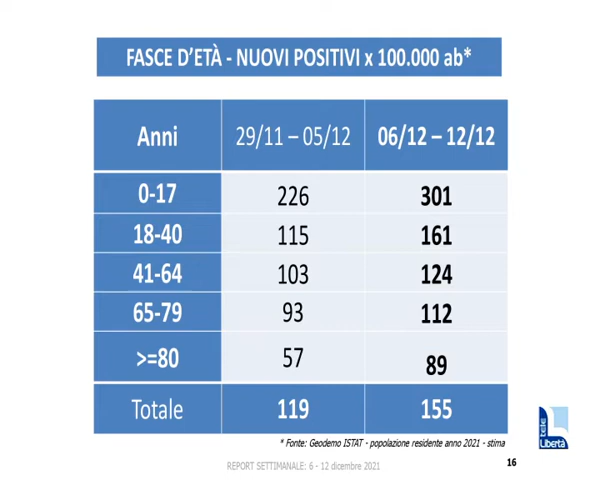 FASCE D'ETÀ - NUOVI POSITIVI x 100.000 ab*
Anni 29/11 – 05/12 06/12 – 12/12
0-17 226 301
18-40 115 161
41-64 103 124
65-79 93 112
>=80 57 89
Totale 119 155
* Fonte: Geodemo ISTAT - popolazione residente anno 2021 - stima
REPORT SETTIMANALE: 6 - 12 dicembre 2021
16
tele
Libertà